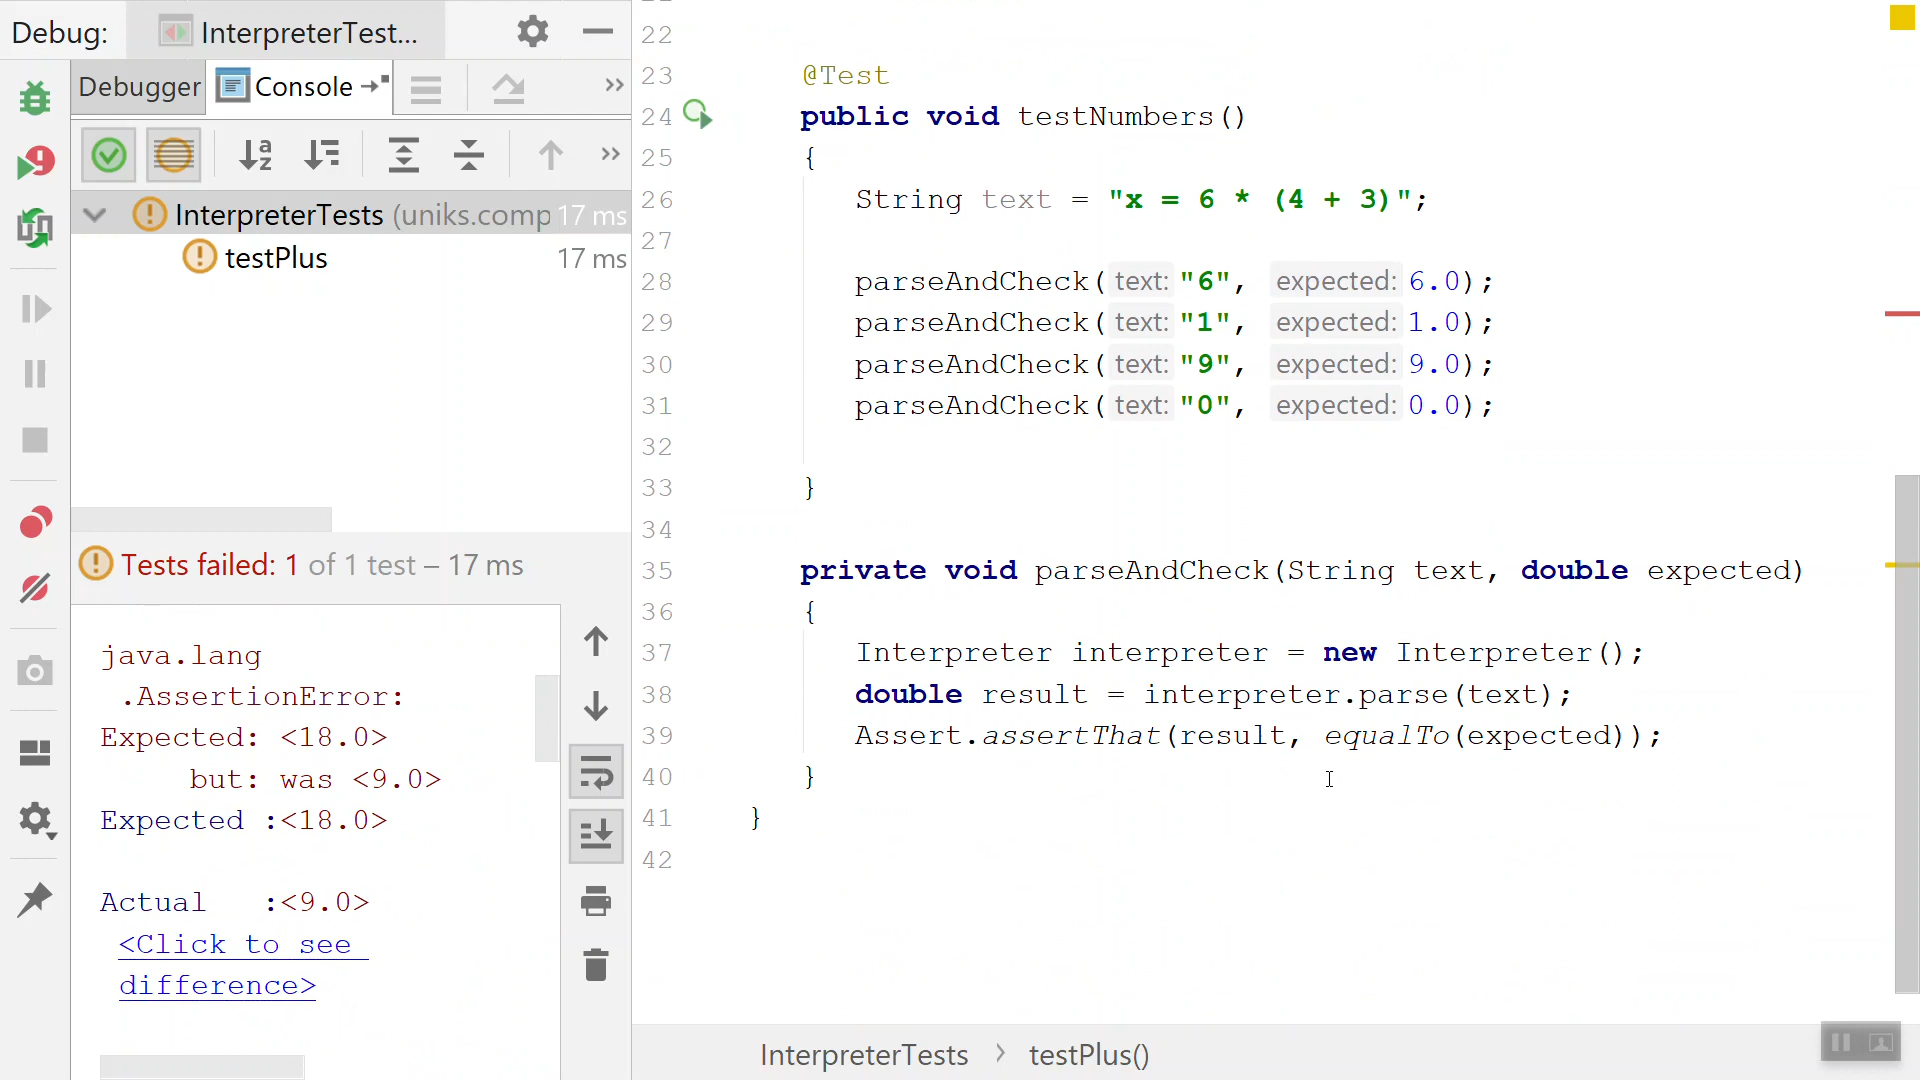 Debug: InterpreterTest...
Debugger Console
InterpreterTests (uniks.comp 17 ms
testPlus 17 ms
Tests failed: 1 of 1 test – 17 ms
java.lang
.AssertionError:
Expected: <18.0>
but: was <9.0>
Expected :<18.0>
Actual :<9.0>
<Click to see
difference>
22
23 @Test
24 public void testNumbers()
25 {
26 String text = "x = 6 * (4 + 3)";
27
28 parseAndCheck( text: "6", expected: 6.0);
29 parseAndCheck( text: "1", expected: 1.0);
30 parseAndCheck( text: "9", expected: 9.0);
31 parseAndCheck( text: "0", expected: 0.0);
32
33 }
34
35 private void parseAndCheck(String text, double expected)
36 {
37 Interpreter interpreter = new Interpreter();
38 double result = interpreter.parse(text);
39 Assert.assertThat(result, equalTo(expected));
40 }
41 }
42
InterpreterTests > testPlus()